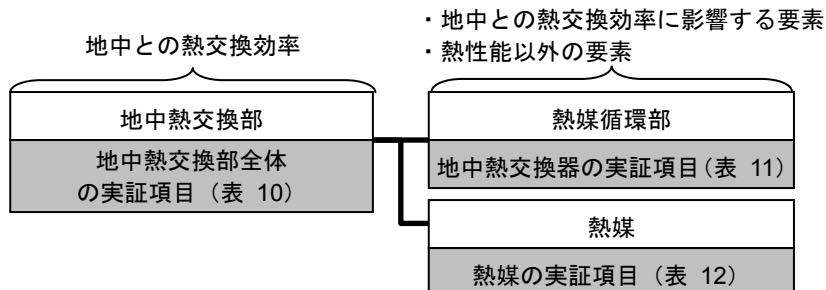 地中との熱交換効率
・地中との熱交換効率に影響する要素
・熱性能以外の要素
地中熱交換部
地中熱交換部全体
の実証項目（表 10）
熱媒循環部
地中熱交換器の実証項目（表 11）
熱媒
熱媒の実証項目（表 12）